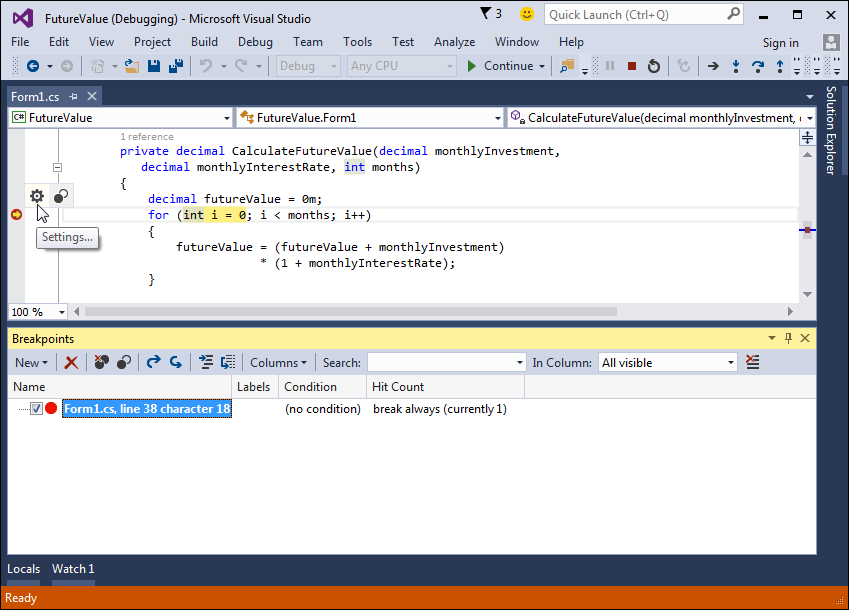 FutureValue (Debugging) - Microsoft Visual Studio
3
Quick Launch (Ctrl+Q)
File Edit View Project Build Debug Team Tools Test Analyze Window Help
Sign in
Debug Any CPU Continue
Form1.cs
C# FutureValue FutureValue.Form1 CalculateFutureValue(decimal monthlyInvestment,
Solution Explorer
1 reference
private decimal CalculateFutureValue(decimal monthlyInvestment,
decimal monthlyInterestRate, int months)
{
decimal futureValue = 0m;
for (int i = 0; i < months; i++)
{
Settings...
futureValue = (futureValue + monthlyInvestment)
* (1 + monthlyInterestRate);
}
100 %
Breakpoints
New Columns Search: In Column: All visible
Name Labels Condition Hit Count
Form1.cs, line 38 character 18 (no condition) break always (currently 1)
Locals Watch 1
Ready